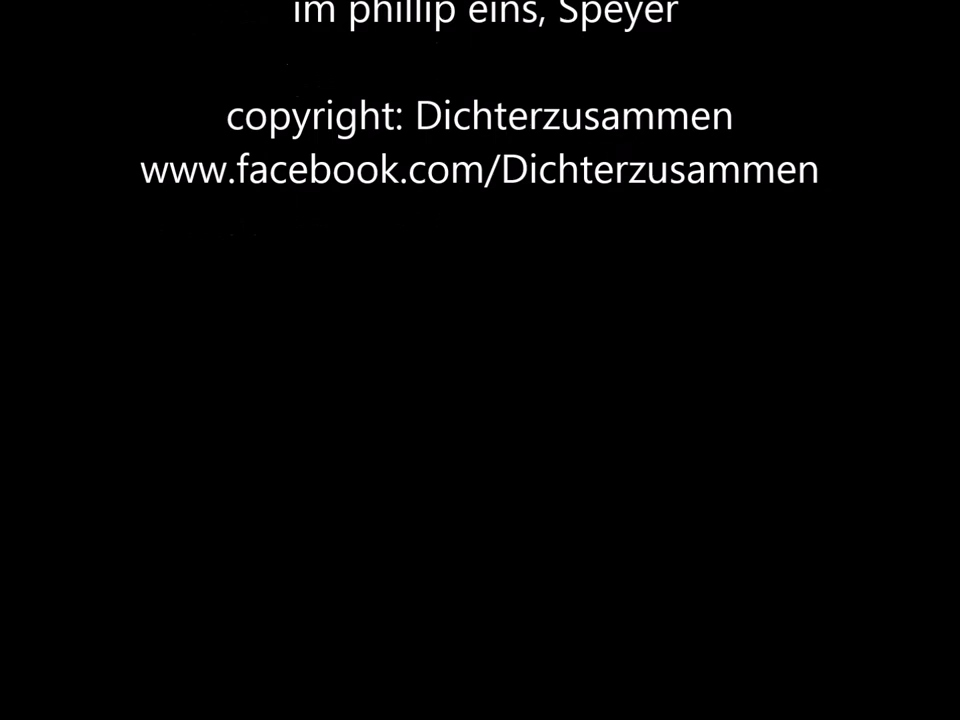 im phillip eins, Speyer
copyright: Dichterzusammen
www.facebook.com/Dichterzusammen